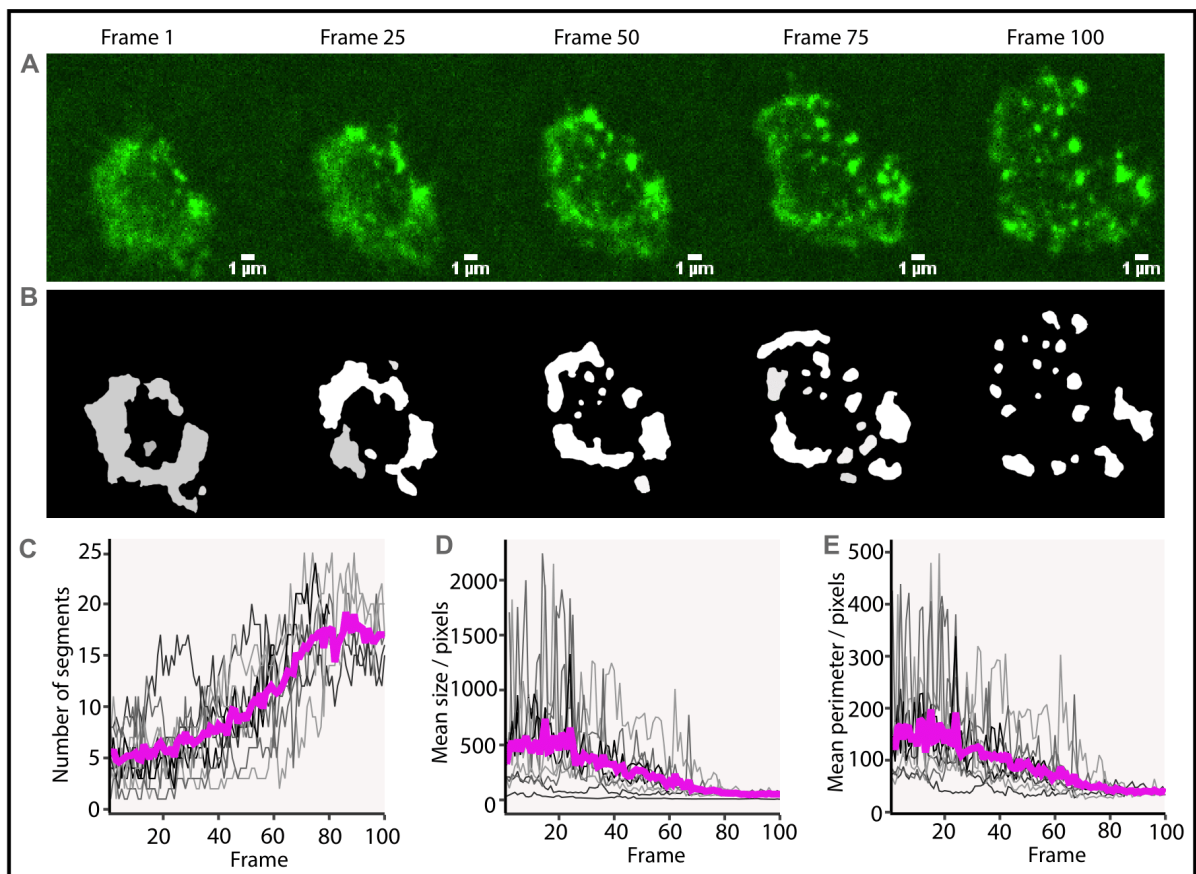 Frame 1 Frame 25 Frame 50 Frame 75 Frame 100
A
1 µm 1 µm 1 µm 1 µm 1 µm
B
C
Number of segments
25
20
15
10
5
0
20 40 60 80 100
Frame
D
Mean size / pixels
2000
1500
1000
500
0
20 40 60 80 100
Frame
E
Mean perimeter / pixels
500
400
300
200
100
0
20 40 60 80 100
Frame